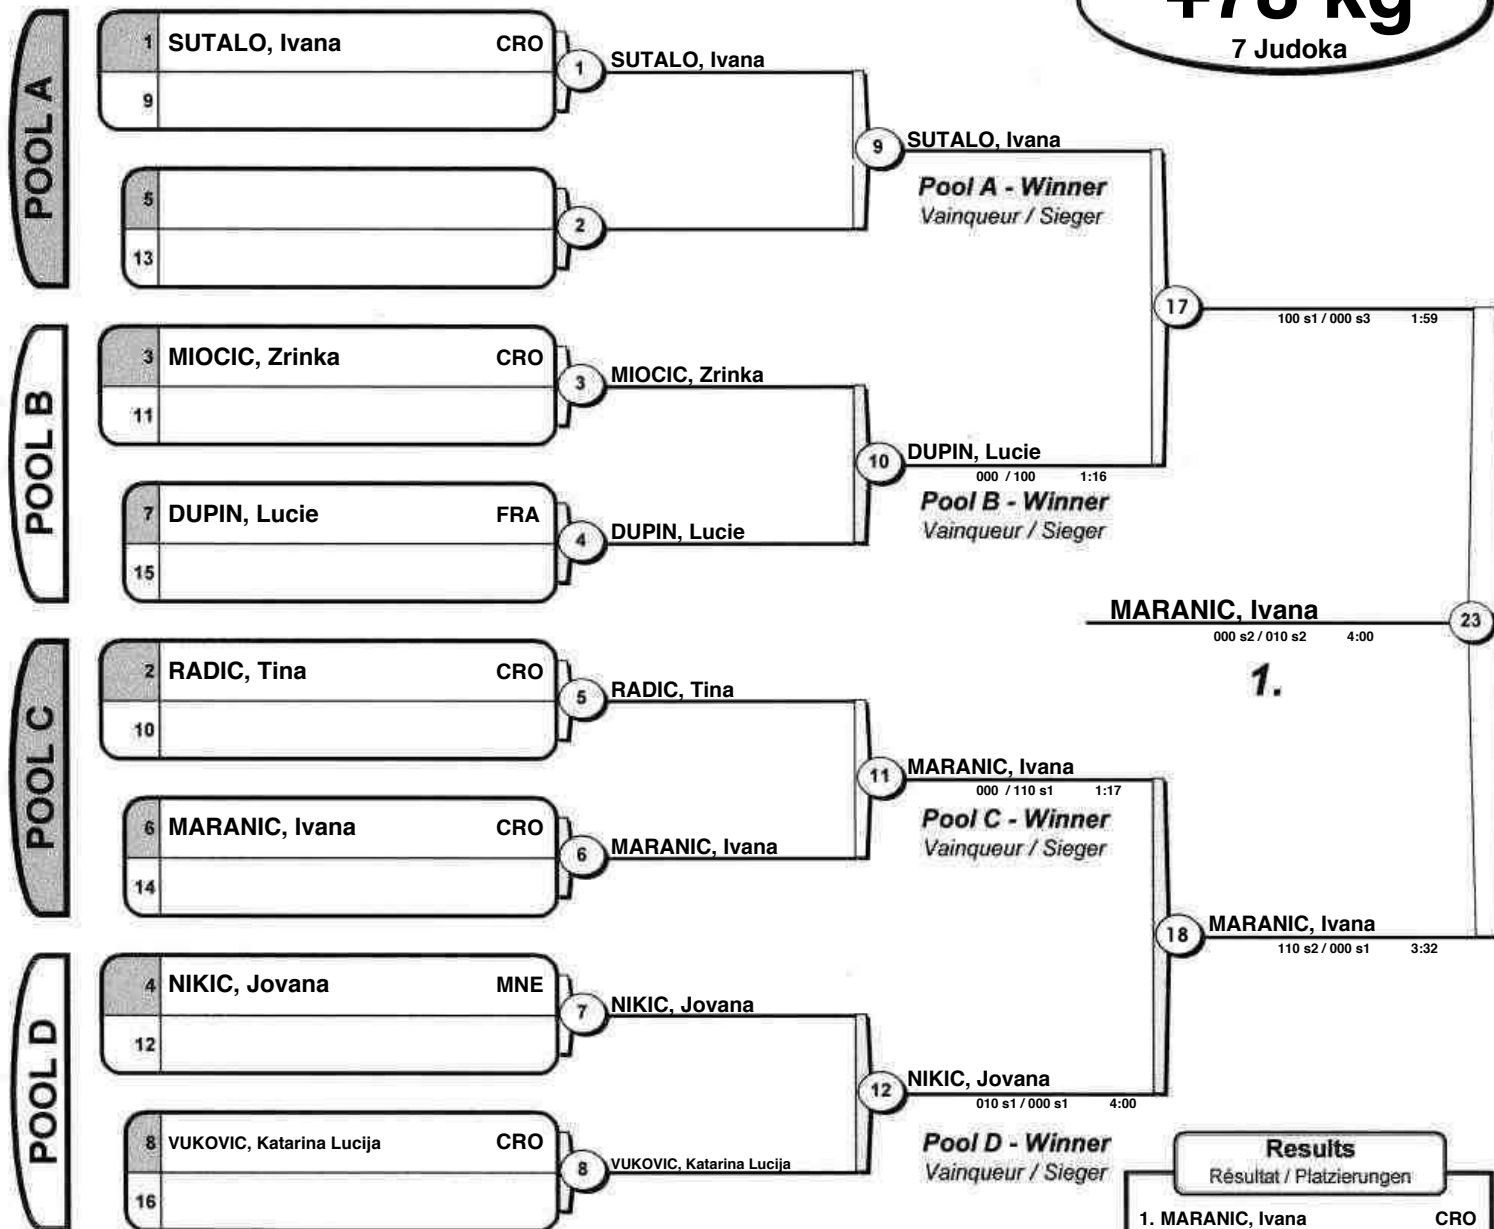 +78 kg
7 Judoka
POOL A
1 SUTALO, Ivana CRO
9
1 SUTALO, Ivana
5
13
2
9 SUTALO, Ivana
Pool A - Winner
Vainqueur / Sieger
POOL B
3 MIOCIC, Zrinka CRO
11
3 MIOCIC, Zrinka
7 DUPIN, Lucie FRA
15
4 DUPIN, Lucie
10 DUPIN, Lucie
000 / 100 1:16
Pool B - Winner
Vainqueur / Sieger
17
100 s1 / 000 s3 1:59
MARANIC, Ivana
23
000 s2 / 010 s2 4:00
1.
POOL C
2 RADIC, Tina CRO
10
5 RADIC, Tina
6 MARANIC, Ivana CRO
14
6 MARANIC, Ivana
11 MARANIC, Ivana
000 / 110 s1 1:17
Pool C - Winner
Vainqueur / Sieger
18 MARANIC, Ivana
110 s2 / 000 s1 3:32
POOL D
4 NIKIC, Jovana MNE
12
7 NIKIC, Jovana
8 VUKOVIC, Katarina Lucija CRO
16
8 VUKOVIC, Katarina Lucija
12 NIKIC, Jovana
010 s1 / 000 s1 4:00
Pool D - Winner
Vainqueur / Sieger
Results
Résultat / Platzierungen
1. MARANIC, Ivana CRO